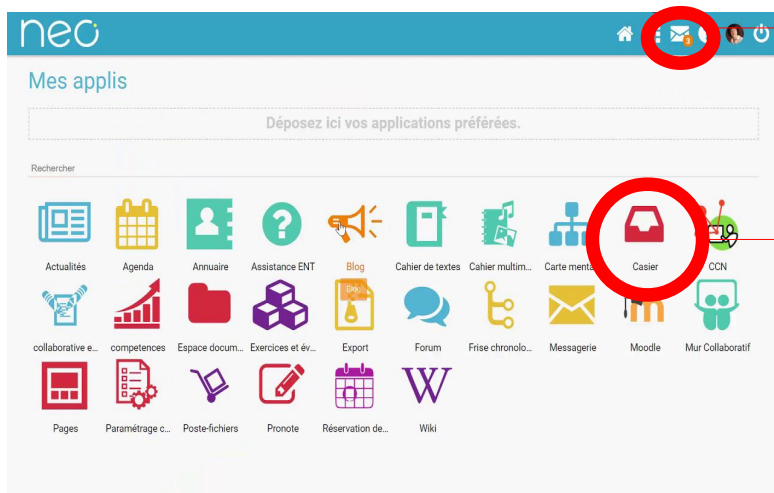 neo
3
Mes applis
Déposez ici vos applications préférées.
Rechercher
Actualités Agenda Annuaire Assistance ENT Blog Cahier de textes Cahier multim... Carte menta Casier CCN
Blog
collaborative e... competences Espace docum... Exercices et év... Export Forum Frise chronolo... Messagerie Moodle Mur Collaboratif
Pages Paramétrage c... Poste-fichiers Pronote Réservation de... Wiki